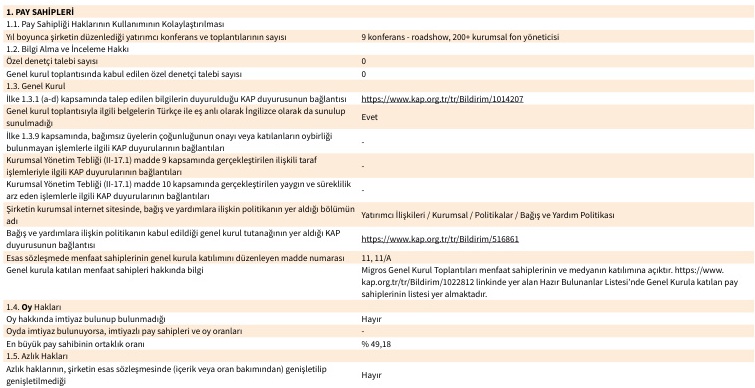 1. PAY SAHİPLERİ
1.1. Pay Sahipliği Haklarının Kullanımının Kolaylaştırılması
Yıl boyunca şirketin düzenlediği yatırımcı konferans ve toplantılarının sayısı 9 konferans - roadshow, 200+ kurumsal fon yöneticisi
1.2. Bilgi Alma ve İnceleme Hakkı
Özel denetçi talebi sayısı 0
Genel kurul toplantısında kabul edilen özel denetçi talebi sayısı 0
1.3. Genel Kurul
İlke 1.3.1 (a-d) kapsamında talep edilen bilgilerin duyurulduğu KAP duyurusunun bağlantısı https://www.kap.org.tr/tr/Bildirim/1014207
Genel kurul toplantısıyla ilgili belgelerin Türkçe ile eş anlı olarak İngilizce olarak da sunulup
sunulmadığı Evet
İlke 1.3.9 kapsamında, bağımsız üyelerin çoğunluğunun onayı veya katılanların oybirliği
bulunmayan işlemlerle ilgili KAP duyurularının bağlantıları -
Kurumsal Yönetim Tebliği (II-17.1) madde 9 kapsamında gerçekleştirilen ilişkili taraf
işlemleriyle ilgili KAP duyurularının bağlantıları -
Kurumsal Yönetim Tebliği (II-17.1) madde 10 kapsamında gerçekleştirilen yaygın ve süreklilik
arz eden işlemlerle ilgili KAP duyurularının bağlantıları -
Şirketin kurumsal internet sitesinde, bağış ve yardımlara ilişkin politikanın yer aldığı bölümün
adı Yatırımcı İlişkileri / Kurumsal / Politikalar / Bağış ve Yardım Politikası
Bağış ve yardımlara ilişkin politikanın kabul edildiği genel kurul tutanağının yer aldığı KAP
duyurusunun bağlantısı https://www.kap.org.tr/tr/Bildirim/516861
Esas sözleşmede menfaat sahiplerinin genel kurula katılımını düzenleyen madde numarası 11, 11/A
Genel kurula katılan menfaat sahipleri hakkında bilgi Migros Genel Kurul Toplantıları menfaat sahiplerinin ve medyanın katılımına açıktır. https://www.
kap.org.tr/tr/Bildirim/1022812 linkinde yer alan Hazır Bulunanlar Listesi'nde Genel Kurula katılan pay
sahiplerinin listesi yer almaktadır.
1.4. Oy Hakları
Oy hakkında imtiyaz bulunup bulunmadığı Hayır
Oyda imtiyaz bulunuyorsa, imtiyazlı pay sahipleri ve oy oranları -
En büyük pay sahibinin ortaklık oranı % 49,18
1.5. Azlık Hakları
Azlık haklarının, şirketin esas sözleşmesinde (içerik veya oran bakımından) genişletilip
genişletilmediği Hayır